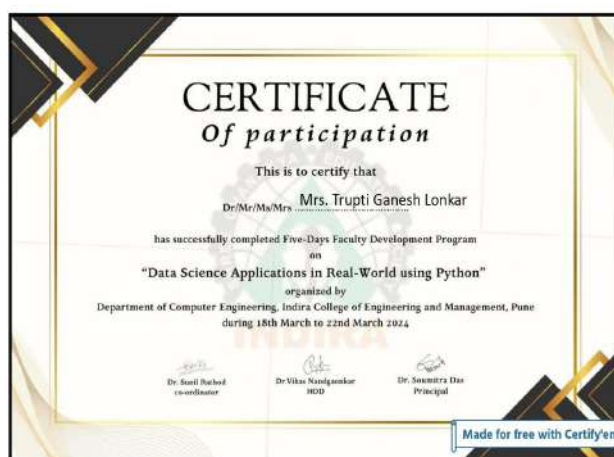 CERTIFICATE
Of participation
This is to certify that
Dr/Mr/Ms/Mrs Mrs. Trupti Ganesh Lonkar
has successfully completed Five-Days Faculty Development Program
on
“Data Science Applications in Real-World using Python”
organized by
Department of Computer Engineering, Indira College of Engineering and Management, Pune
during 18th March to 22nd March 2024
INDIRA
Dr. Sunil Rathod
co-ordinator
Dr Vikas Nandgaonkar
HOD
Dr. Soumitra Das
Principal
Made for free with Certify'em